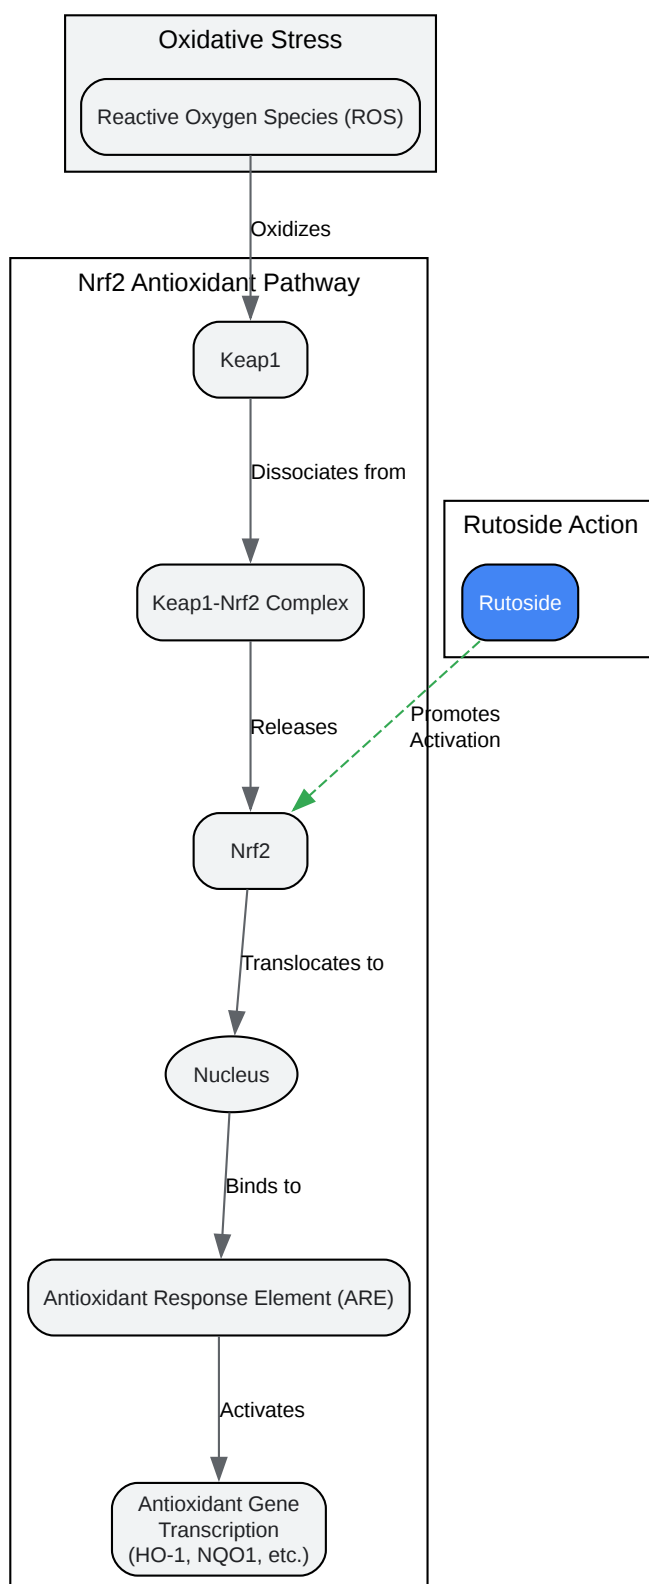 Oxidative Stress
Reactive Oxygen Species (ROS)
Oxidizes
Nrf2 Antioxidant Pathway
Keap1
Dissociates from
Rutoside Action
Keap1-Nrf2 Complex
Rutoside
Releases
Promotes
Activation
Nrf2
Translocates to
Nucleus
Binds to
Antioxidant Response Element (ARE)
Activates
Antioxidant Gene
Transcription
(HO-1, NQO1, etc.)